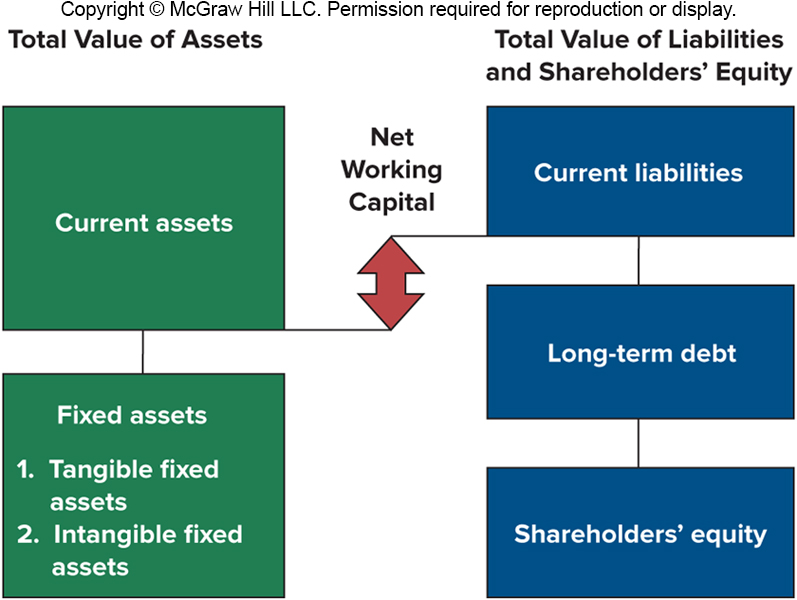 Copyright © McGraw Hill LLC. Permission required for reproduction or display.
Total Value of Assets
Total Value of Liabilities
and Shareholders’ Equity
Current assets
Net
Working
Capital
Current liabilities
Long-term debt
Fixed assets
1. Tangible fixed
assets
2. Intangible fixed
assets
Shareholders’ equity